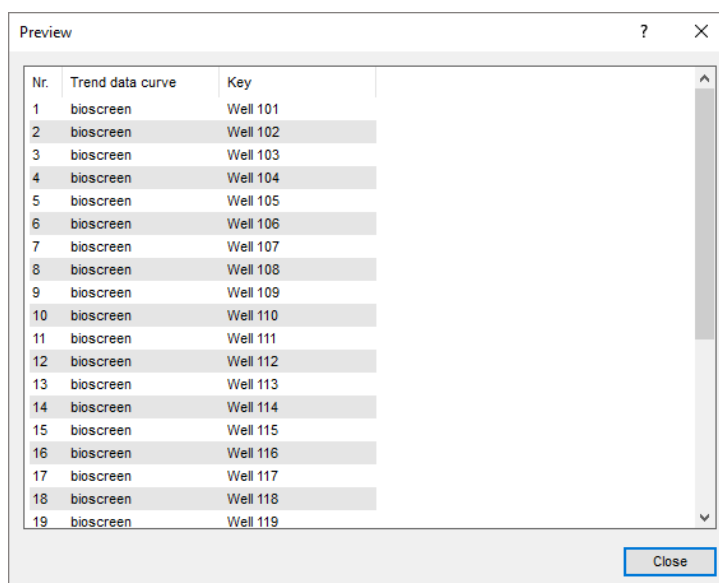 Preview
?
Nr. Trend data curve Key
1 bioscreen Well 101
2 bioscreen Well 102
3 bioscreen Well 103
4 bioscreen Well 104
5 bioscreen Well 105
6 bioscreen Well 106
7 bioscreen Well 107
8 bioscreen Well 108
9 bioscreen Well 109
10 bioscreen Well 110
11 bioscreen Well 111
12 bioscreen Well 112
13 bioscreen Well 113
14 bioscreen Well 114
15 bioscreen Well 115
16 bioscreen Well 116
17 bioscreen Well 117
18 bioscreen Well 118
19 bioscreen Well 119
Close